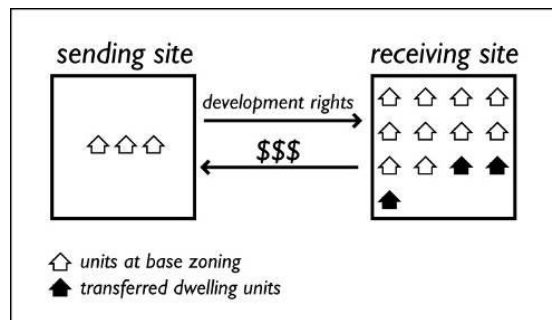 sending site
receiving site
development rights
$$$
units at base zoning
transferred dwelling units